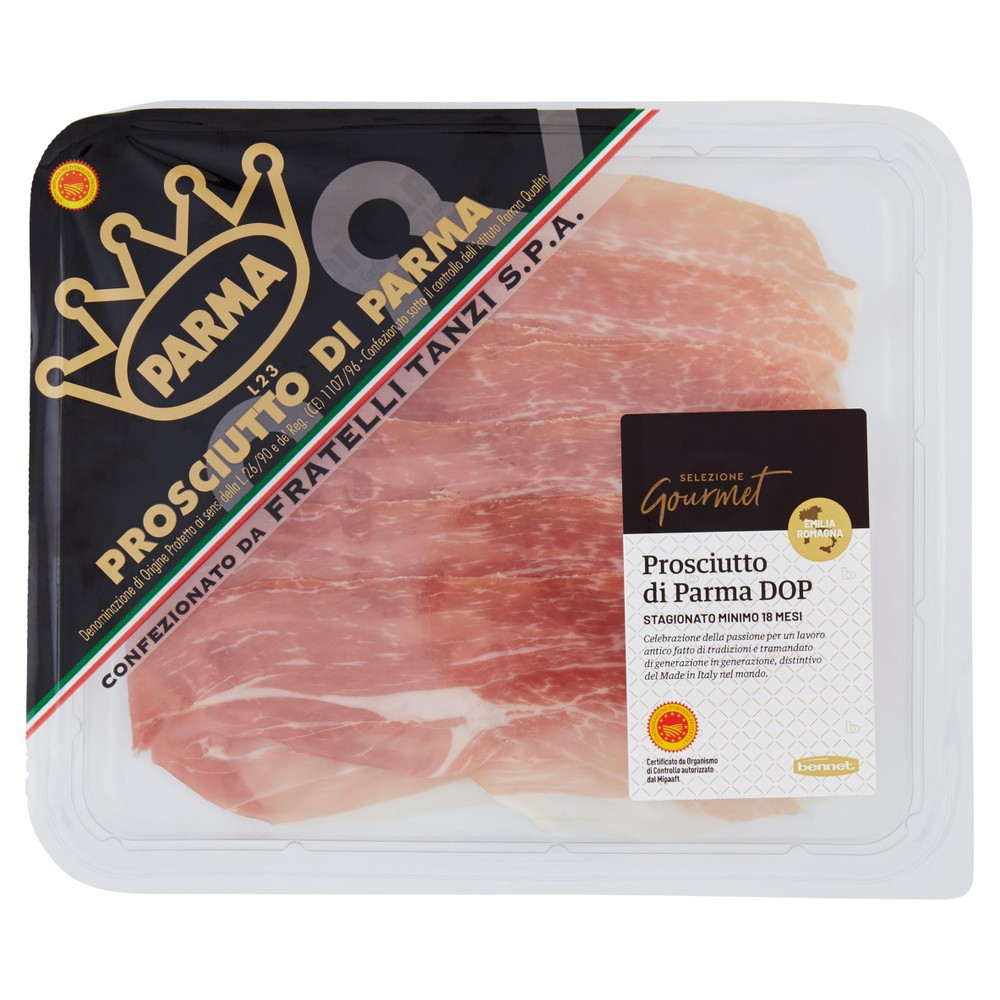 PARMA
L23
PROSCIUTTO DI PARMA
Denominazione di Origine Protetta ai sensi della L.26/90 e de Reg. (CE) 1107/96 - Confezionato sotto il controllo dell'Istituto Parma Qualità
CONFEZIONATO DA FRATELLI TANZI S.P.A.
SELEZIONE
Gourmet
EMILIA
ROMAGNA
Prosciutto
di Parma DOP
STAGIONATO MINIMO 18 MESI
Celebrazione della passione per un lavoro
antico fatto di tradizioni e tramandato
di generazione in generazione, distintivo
del Made in Italy nel mondo.
Certificato da Organismo
di Controllo autorizzato
dal Mipaaft
bennet.